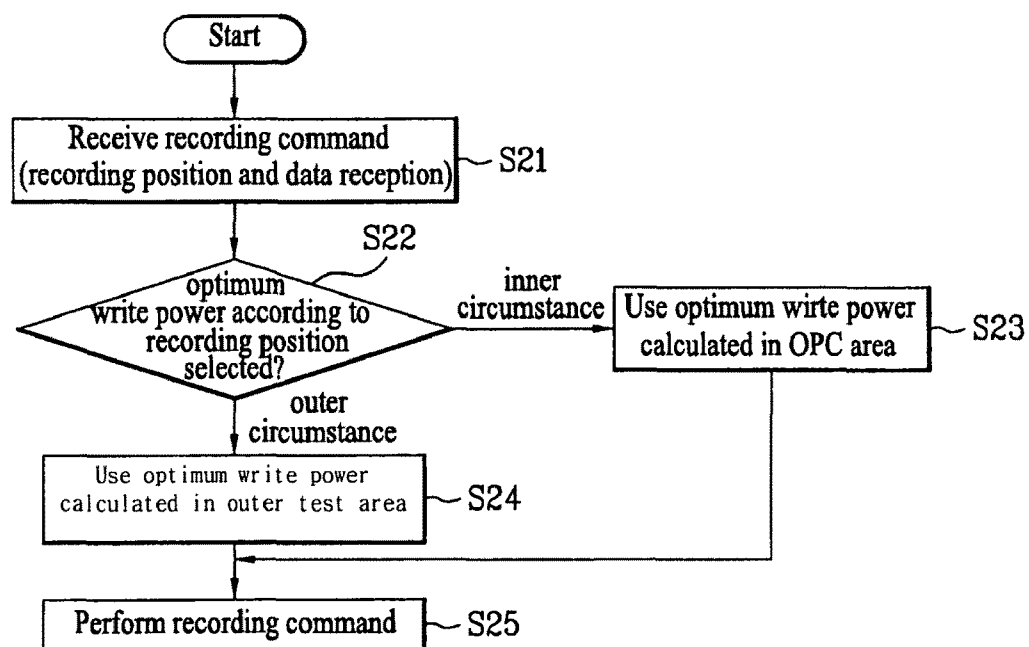 Start
Receive recording command
(recording position and data reception)
S21
S22
optimum
write power according to
recording position
selected?
inner
circumstance
Use optimum wirte power
calculated in OPC area
S23
outer
circumstance
Use optimum write power
calculated in outer test area
S24
Perform recording command
S25